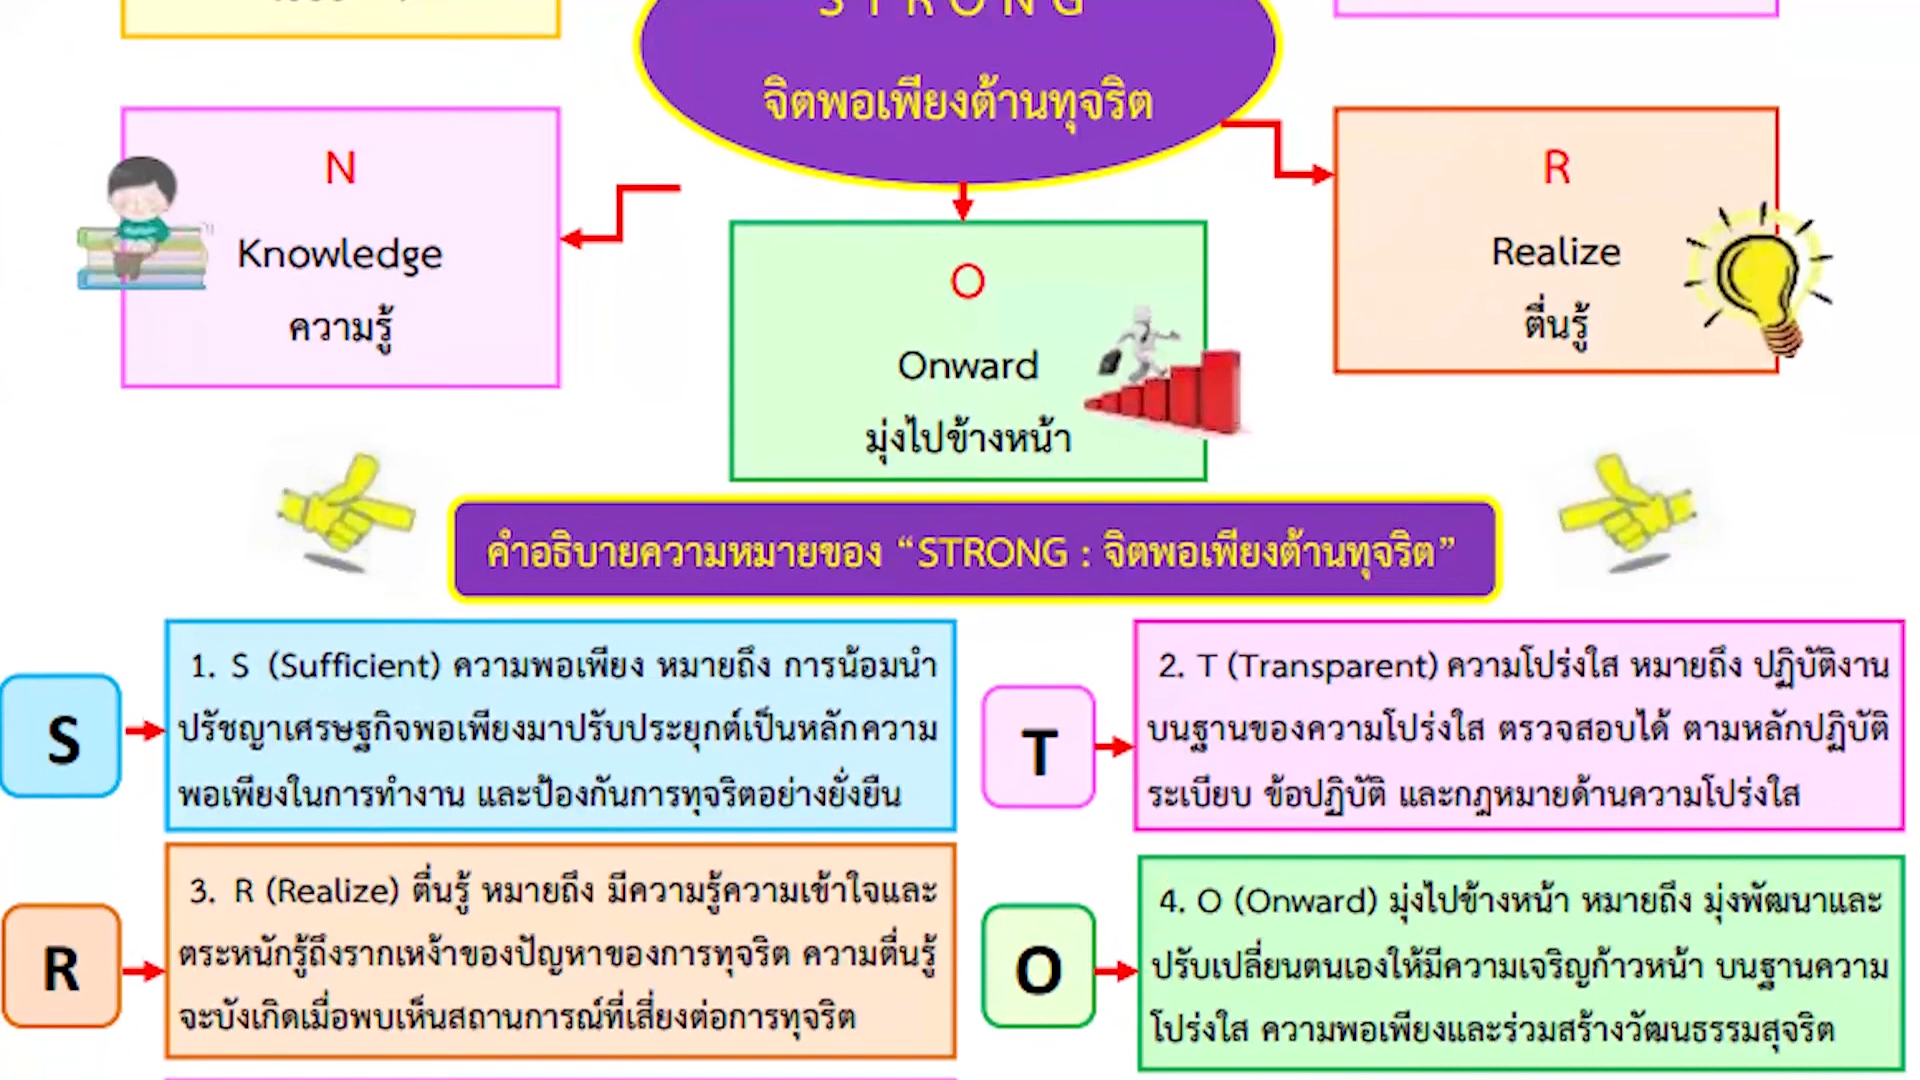 STRONG
จิตพอเพียงต้านทุจริต
N
Knowledge
ความรู้
R
Realize
ตื่นรู้
O
Onward
มุ่งไปข้างหน้า
คำอธิบายความหมายของ “STRONG : จิตพอเพียงต้านทุจริต”
S
1. S (Sufficient) ความพอเพียง หมายถึง การน้อมนำ
ปรัชญาเศรษฐกิจพอเพียงมาปรับประยุกต์เป็นหลักความ
พอเพียงในการทำงาน และป้องกันการทุจริตอย่างยั่งยืน
T
2. T (Transparent) ความโปร่งใส หมายถึง ปฏิบัติงาน
บนฐานของความโปร่งใส ตรวจสอบได้ ตามหลักปฏิบัติ
ระเบียบ ข้อปฏิบัติ และกฎหมายด้านความโปร่งใส
R
3. R (Realize) ตื่นรู้ หมายถึง มีความรู้ความเข้าใจและ
ตระหนักรู้ถึงรากเหง้าของปัญหาของการทุจริต ความตื่นรู้
จะบังเกิดเมื่อพบเห็นสถานการณ์ที่เสี่ยงต่อการทุจริต
O
4. O (Onward) มุ่งไปข้างหน้า หมายถึง มุ่งพัฒนาและ
ปรับเปลี่ยนตนเองให้มีความเจริญก้าวหน้า บนฐานความ
โปร่งใส ความพอเพียงและร่วมสร้างวัฒนธรรมสุจริต